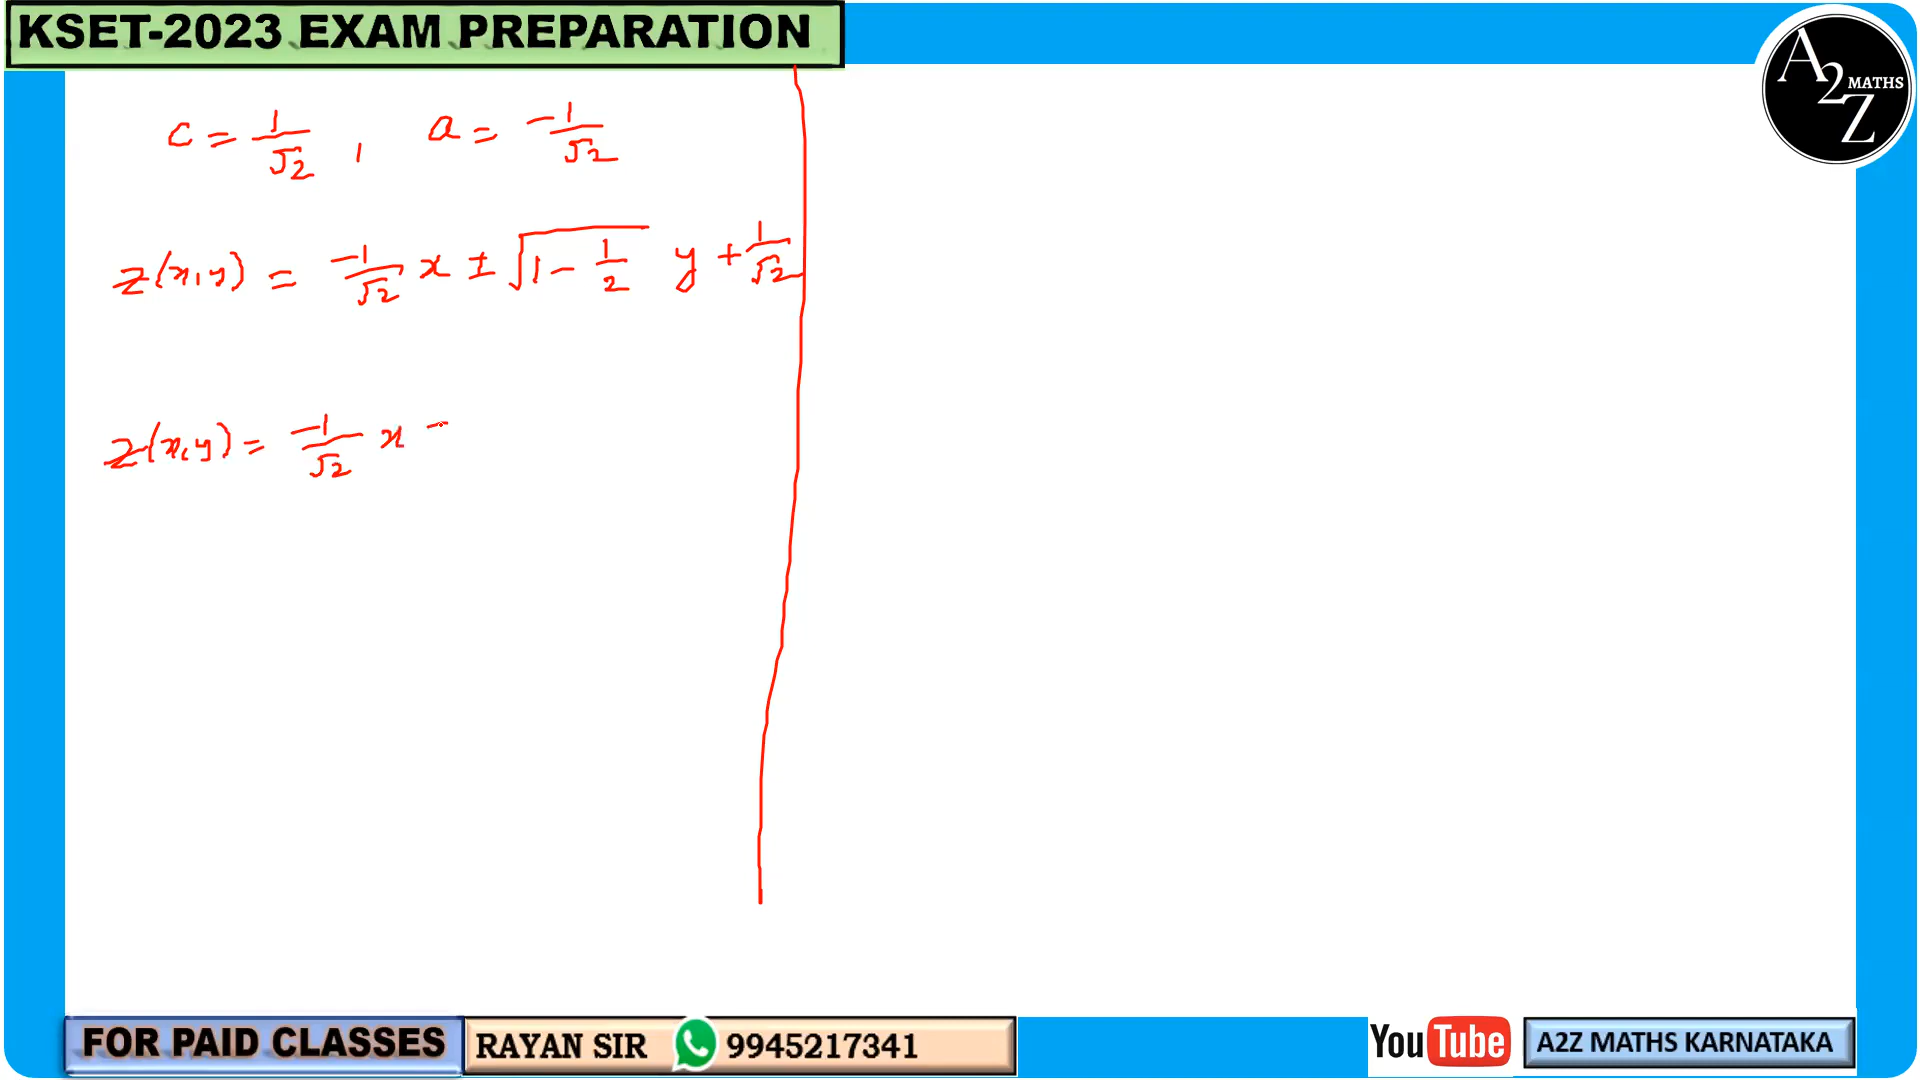 KSET-2023 EXAM PREPARATION
A2Z MATHS
c = 1/√2 , a = -1/√2
z(x,y) = -1/√2 x ± √(1 - 1/2) y + 1/√2
z(x,y) = -1/√2 x -
FOR PAID CLASSES
RAYAN SIR 9945217341
YouTube
A2Z MATHS KARNATAKA